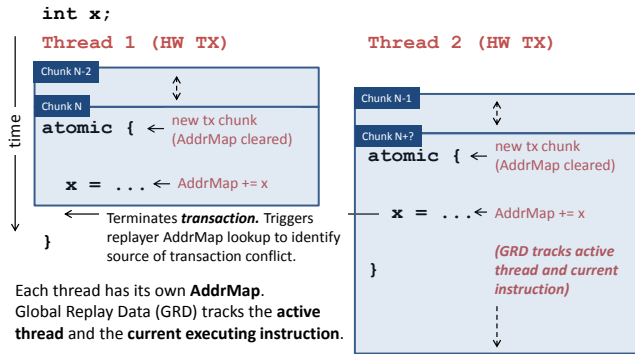 int x;
Thread 1 (HW TX)
Thread 2 (HW TX)
time
Chunk N-2
Chunk N
atomic {
new tx chunk
(AddrMap cleared)
x = ...
AddrMap += x
Terminates transaction. Triggers
replayer AddrMap lookup to identify
source of transaction conflict.
}
Chunk N-1
Chunk N+?
atomic {
new tx chunk
(AddrMap cleared)
x = ...
AddrMap += x
(GRD tracks active
thread and current
instruction)
}
Each thread has its own AddrMap.
Global Replay Data (GRD) tracks the active
thread and the current executing instruction.